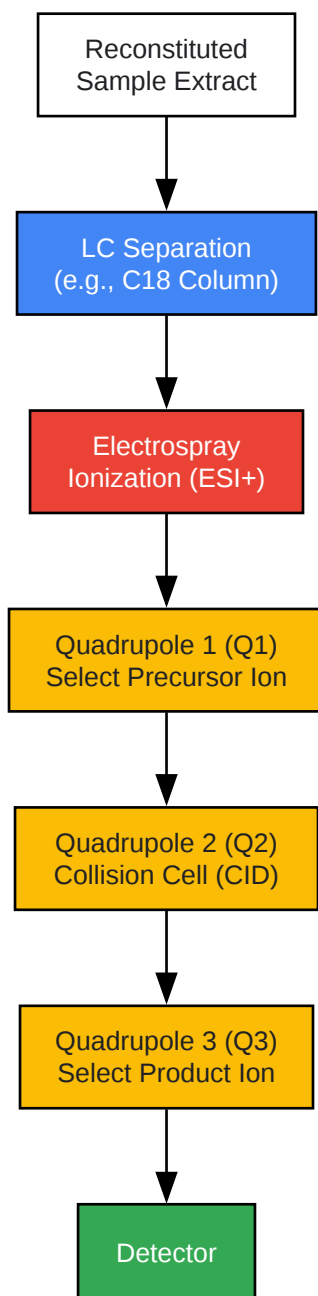 Reconstituted
Sample Extract
LC Separation
(e.g., C18 Column)
Electrospray
Ionization (ESI+)
Quadrupole 1 (Q1)
Select Precursor Ion
Quadrupole 2 (Q2)
Collision Cell (CID)
Quadrupole 3 (Q3)
Select Product Ion
Detector